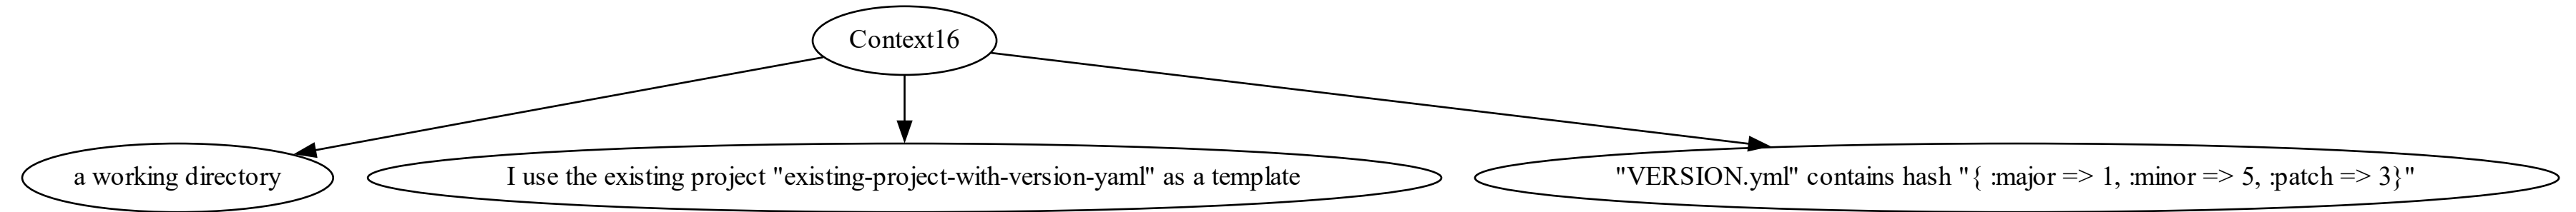 Context16
a working directory
I use the existing project "existing-project-with-version-yaml" as a template
"VERSION.yml" contains hash "{ :major => 1, :minor => 5, :patch => 3}"